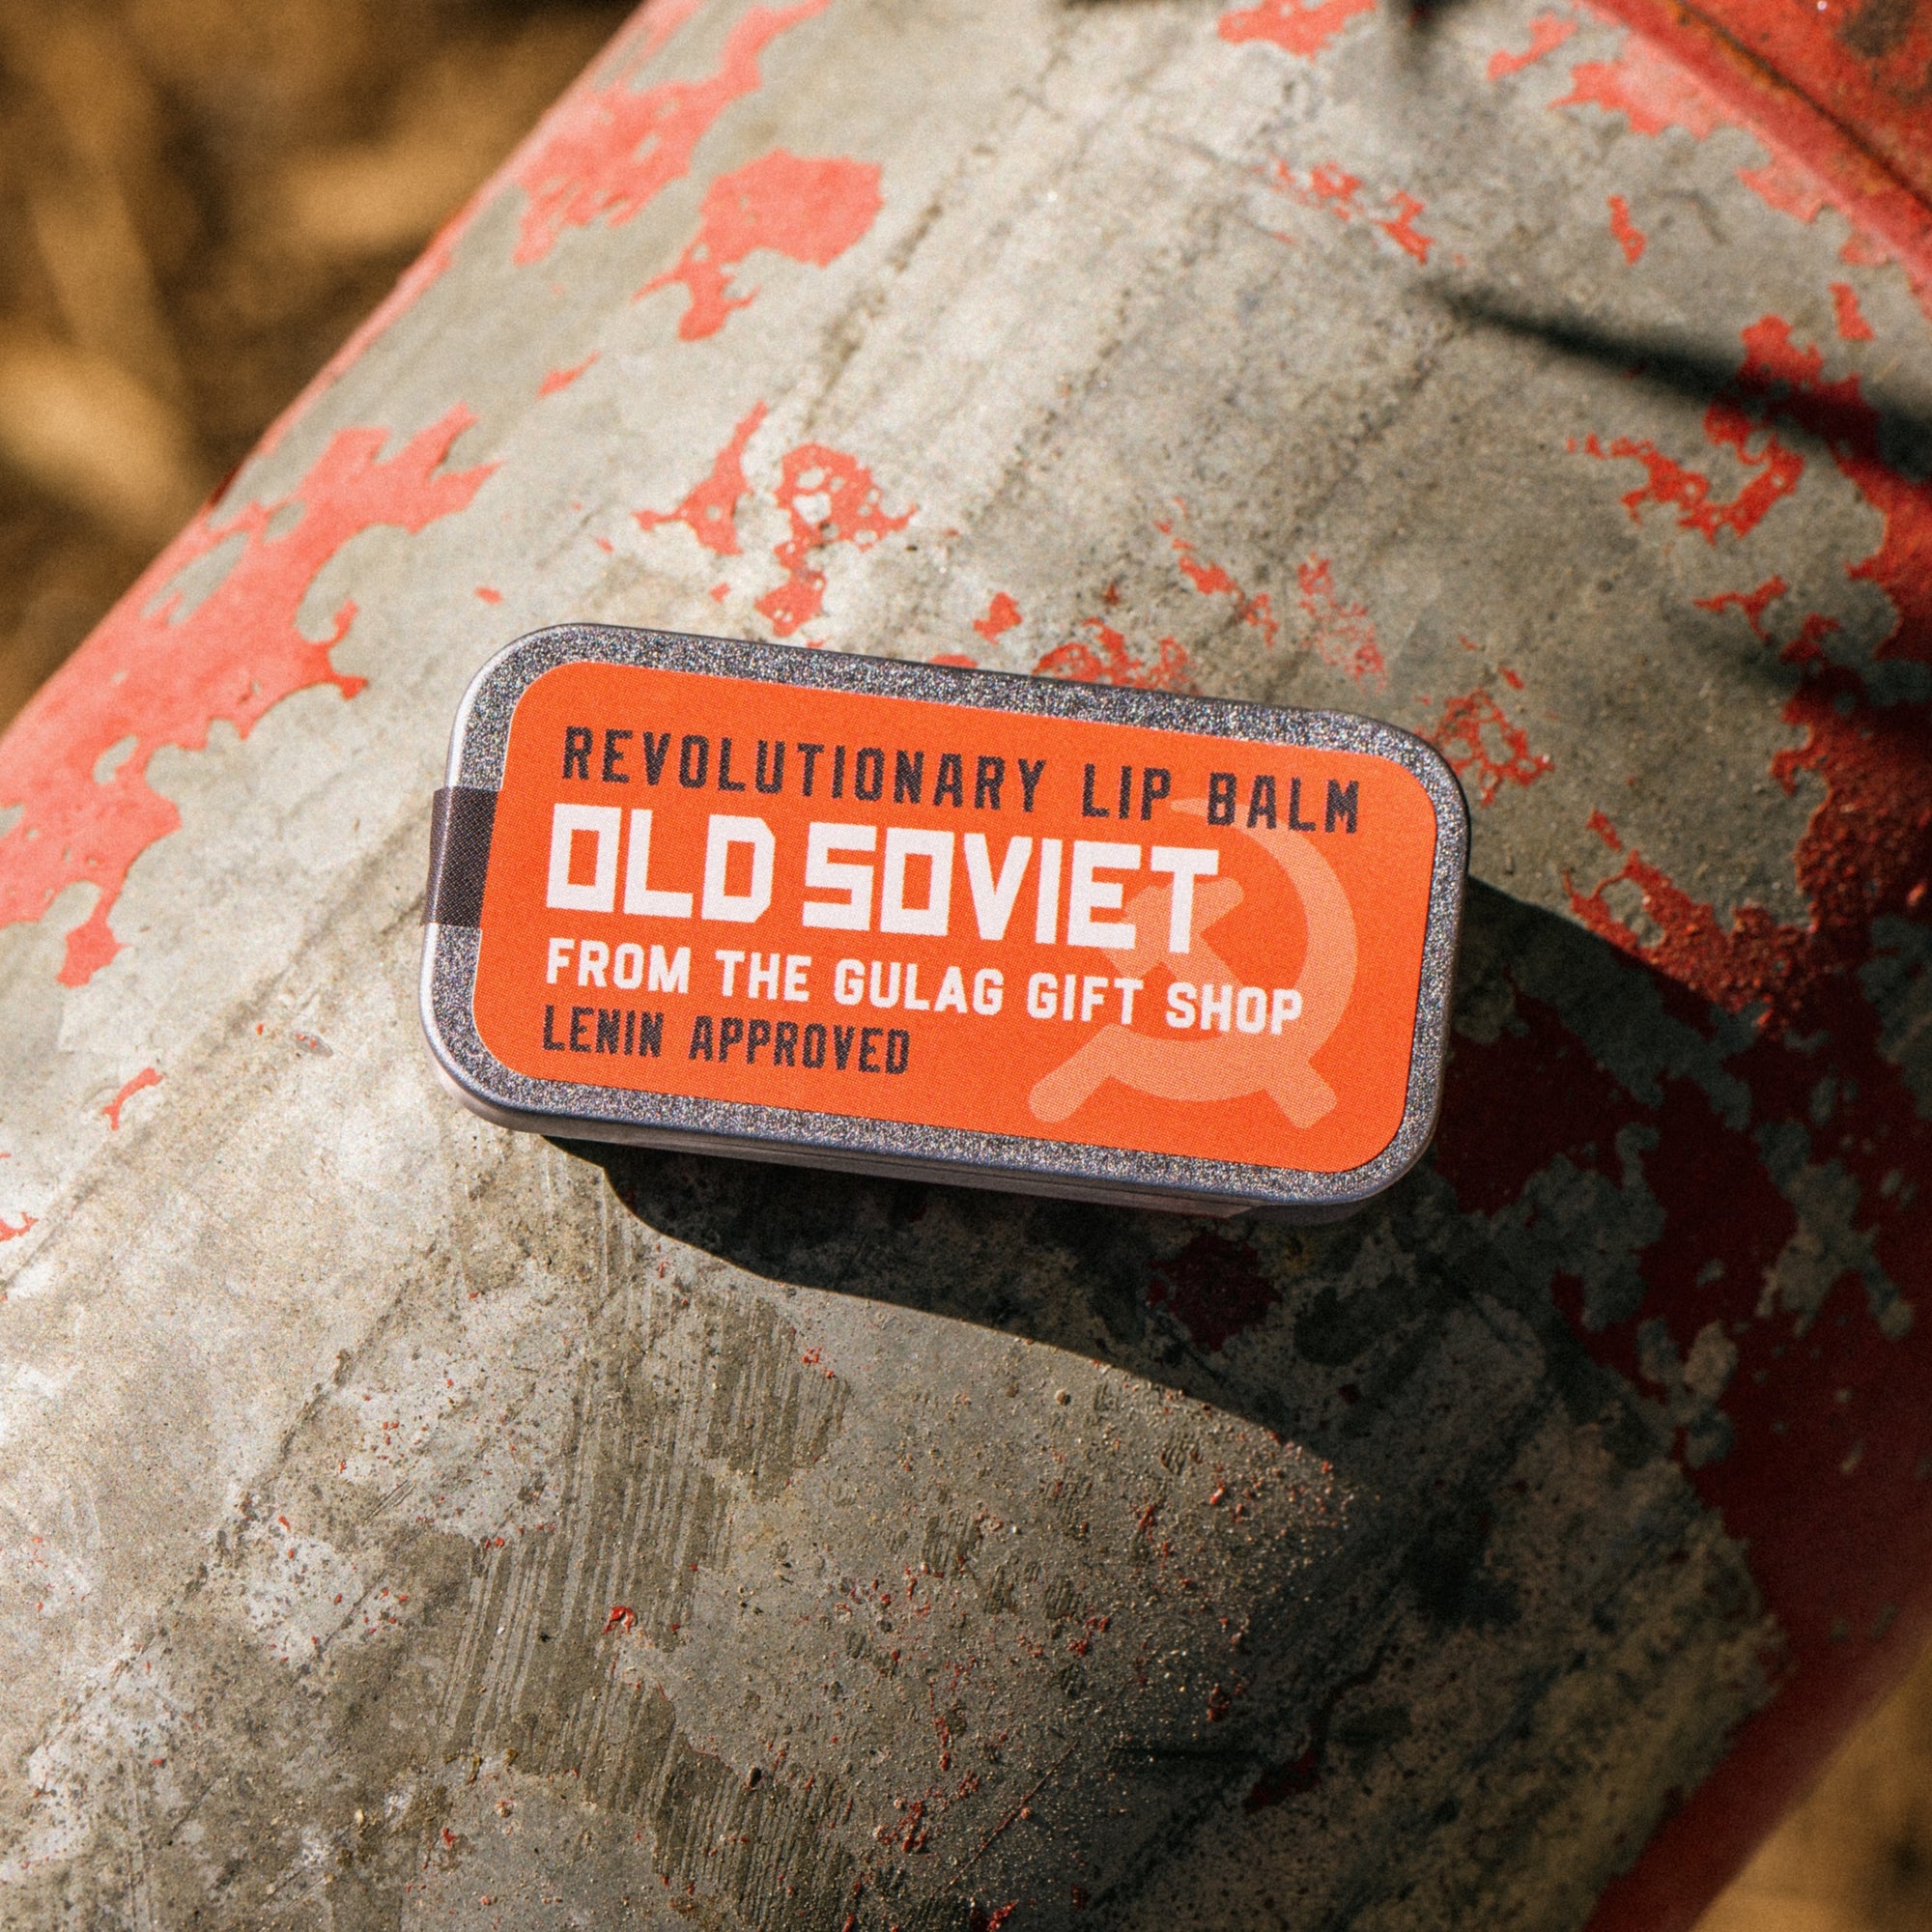 REVOLUTIONARY LIP BALM
OLD SOVIET
FROM THE GULAG GIFT SHOP
LENIN APPROVED